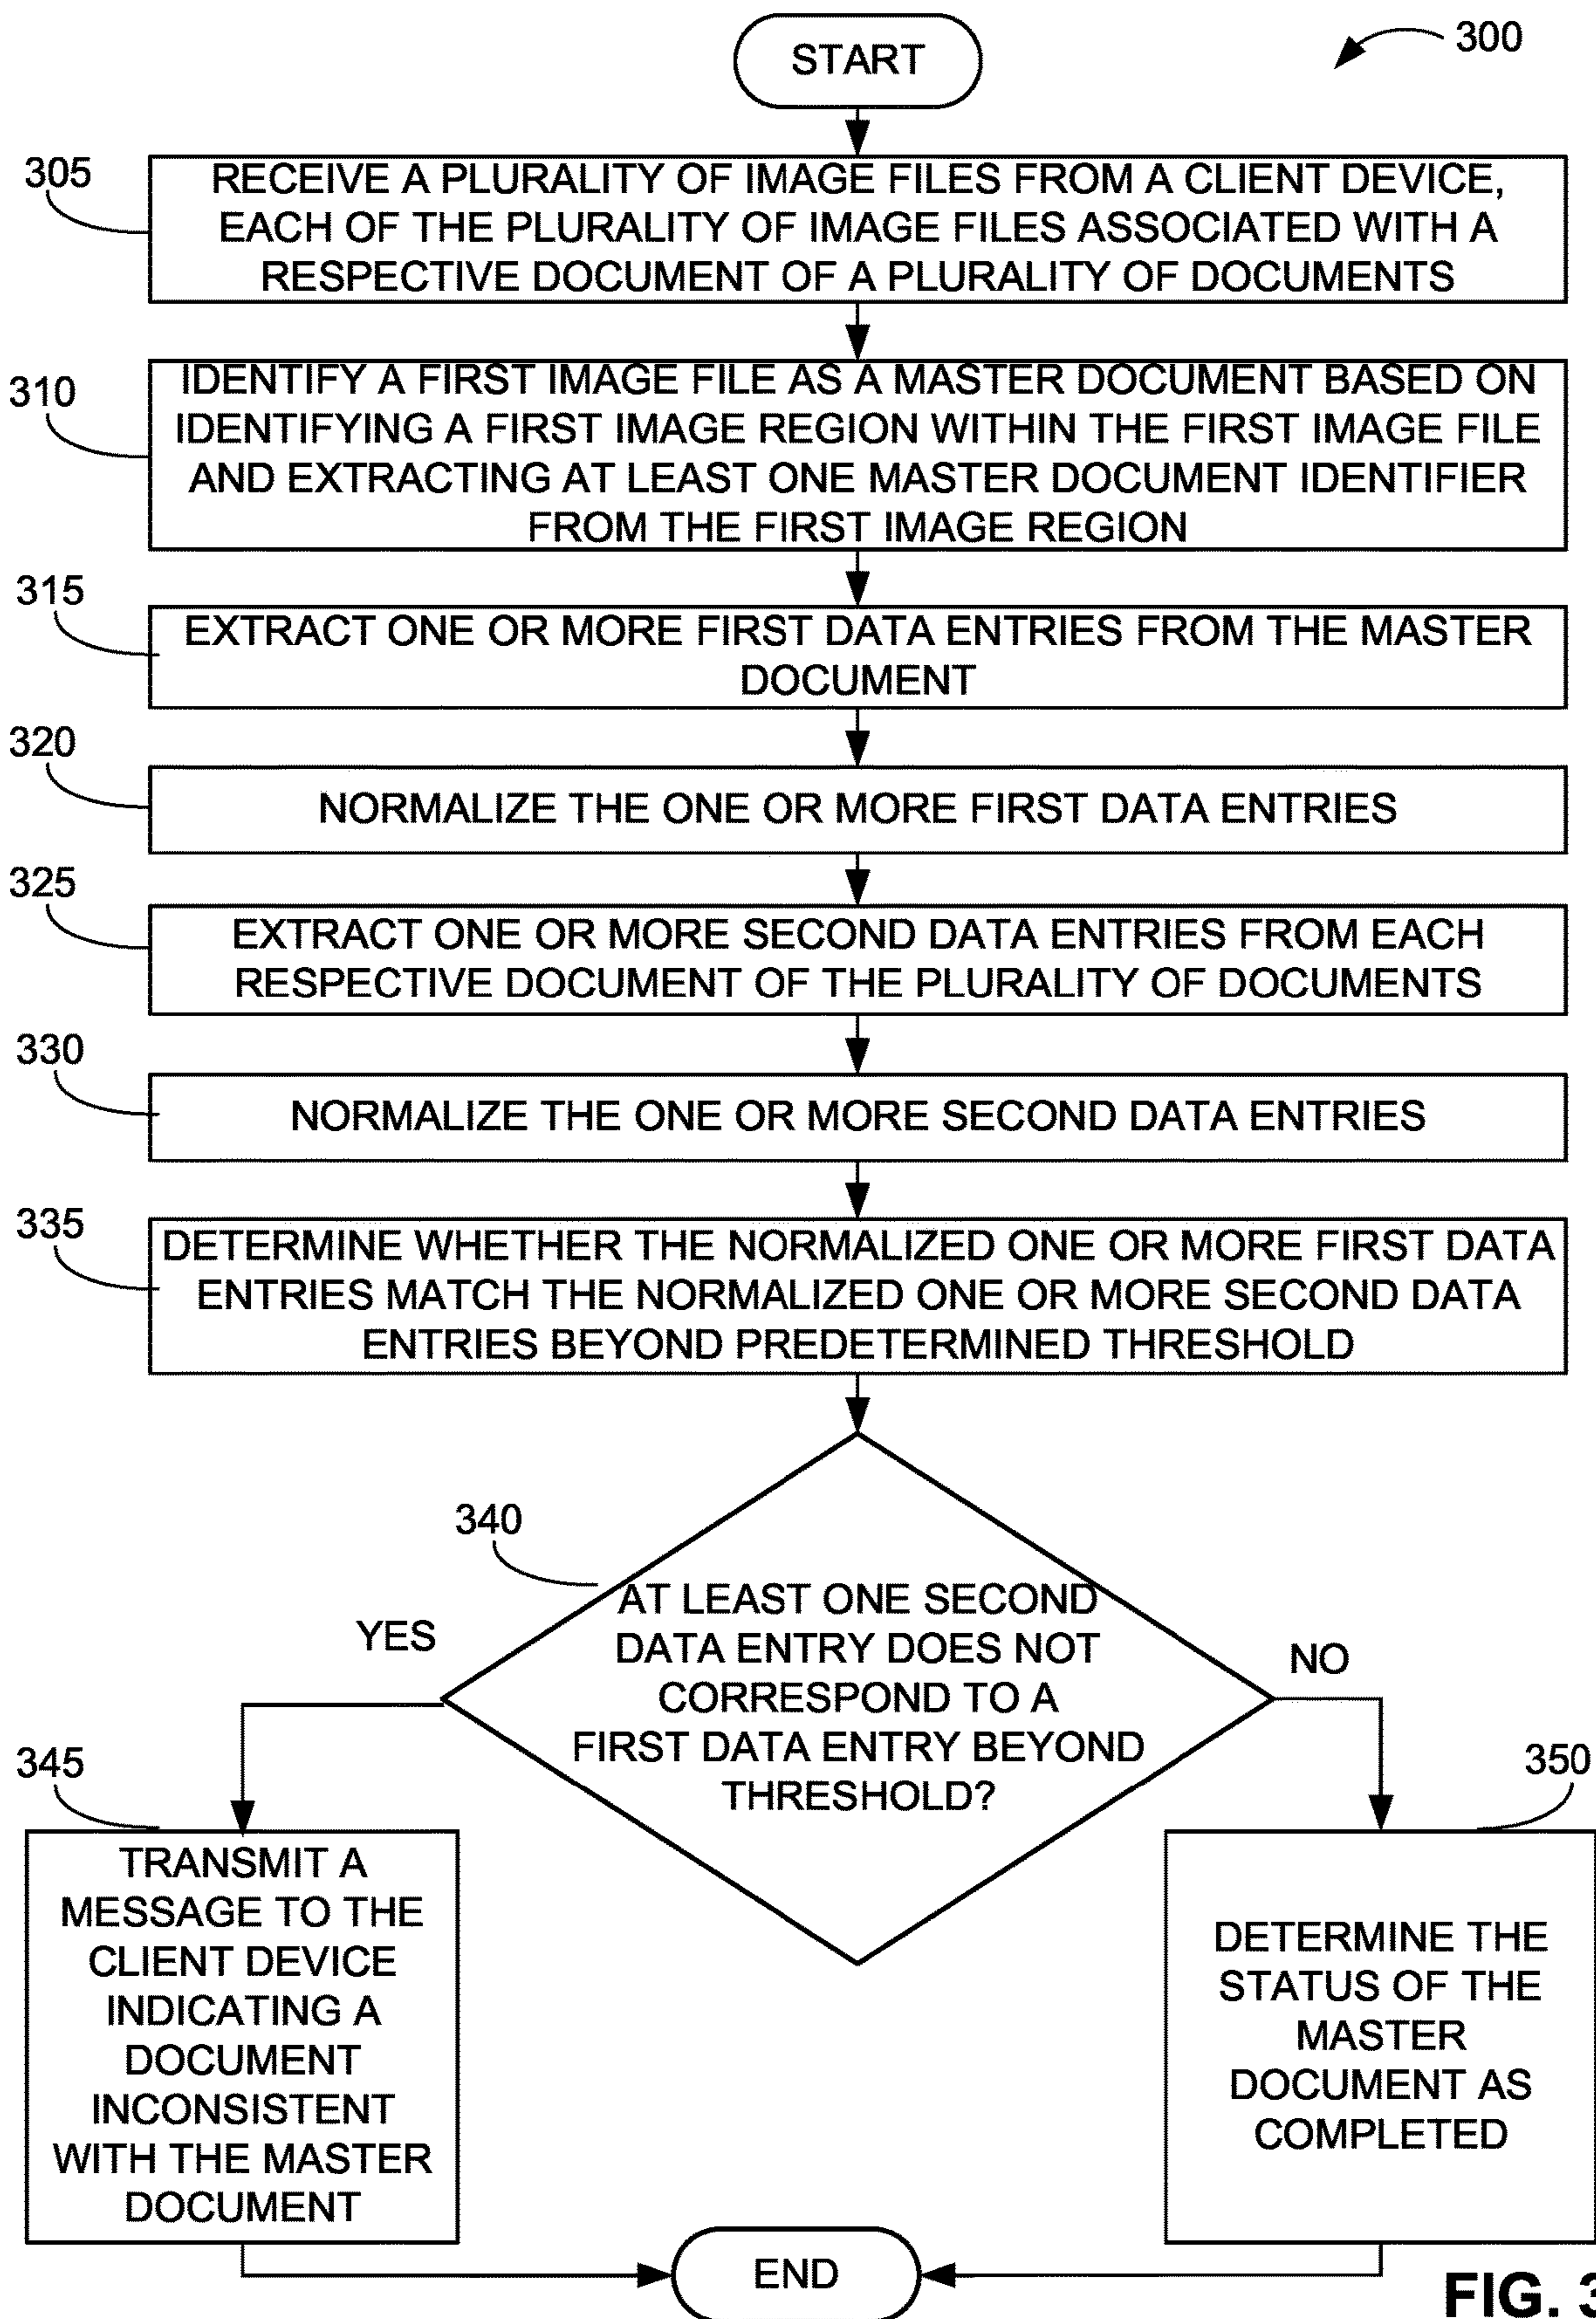 START
300
305
RECEIVE A PLURALITY OF IMAGE FILES FROM A CLIENT DEVICE,
EACH OF THE PLURALITY OF IMAGE FILES ASSOCIATED WITH A
RESPECTIVE DOCUMENT OF A PLURALITY OF DOCUMENTS
310
IDENTIFY A FIRST IMAGE FILE AS A MASTER DOCUMENT BASED ON
IDENTIFYING A FIRST IMAGE REGION WITHIN THE FIRST IMAGE FILE
AND EXTRACTING AT LEAST ONE MASTER DOCUMENT IDENTIFIER
FROM THE FIRST IMAGE REGION
315
EXTRACT ONE OR MORE FIRST DATA ENTRIES FROM THE MASTER
DOCUMENT
320
NORMALIZE THE ONE OR MORE FIRST DATA ENTRIES
325
EXTRACT ONE OR MORE SECOND DATA ENTRIES FROM EACH
RESPECTIVE DOCUMENT OF THE PLURALITY OF DOCUMENTS
330
NORMALIZE THE ONE OR MORE SECOND DATA ENTRIES
335
DETERMINE WHETHER THE NORMALIZED ONE OR MORE FIRST DATA
ENTRIES MATCH THE NORMALIZED ONE OR MORE SECOND DATA
ENTRIES BEYOND PREDETERMINED THRESHOLD
340
AT LEAST ONE SECOND
DATA ENTRY DOES NOT
CORRESPOND TO A
FIRST DATA ENTRY BEYOND
THRESHOLD?
YES
NO
345
TRANSMIT A
MESSAGE TO THE
CLIENT DEVICE
INDICATING A
DOCUMENT
INCONSISTENT
WITH THE MASTER
DOCUMENT
350
DETERMINE THE
STATUS OF THE
MASTER
DOCUMENT AS
COMPLETED
END
FIG. 3